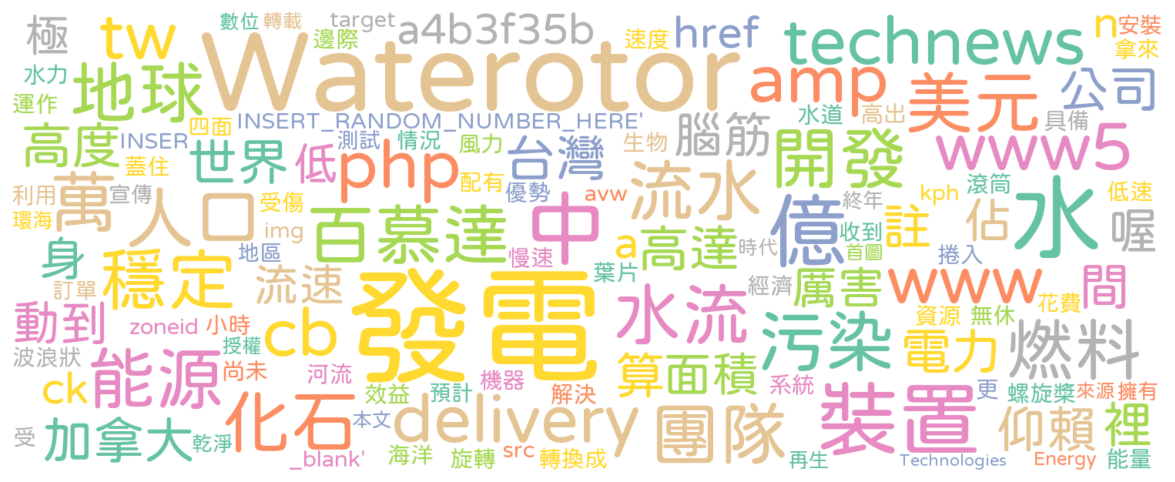 極 tw 數位 轉載 target a4b3f35b 速度 href technews n 安裝
水力 地球 邊際 Waterotor amp 美元 公司 拿來
運作 四面 INSERT_RANDOM_NUMBER_HERE' 腦筋 水道 高出 具備
高度 INSER 世界 低 php 測試 情況 風力 台灣 生物 開發 www5
蓋住 配有 優勢 avw 流水 終年 滾筒 kph 低速
利用 宣傳 萬 人口 受傷 百慕達 中 億 收到 註 佔 水 喔
環海 img 地區 慢速 a 高達 時代 首圖 捲入
身 穩定 流速 發電 葉片 經濟 厲害 www 花費 間
訂單 動到 zoneid 小時 cb 水流 污染 資源 無休 燃料
波浪狀 能源 授權 尚未 河流 效益 預計 機器 解決 算 面積 系統 電力 更 螺旋槳 來源 擁有
ck 化石 本文 delivery 團隊 裝置 仰賴 裡
受 加拿大 乾淨 _blank' 海洋 旋轉 src 轉換成 再生 Technologies Energy 能量